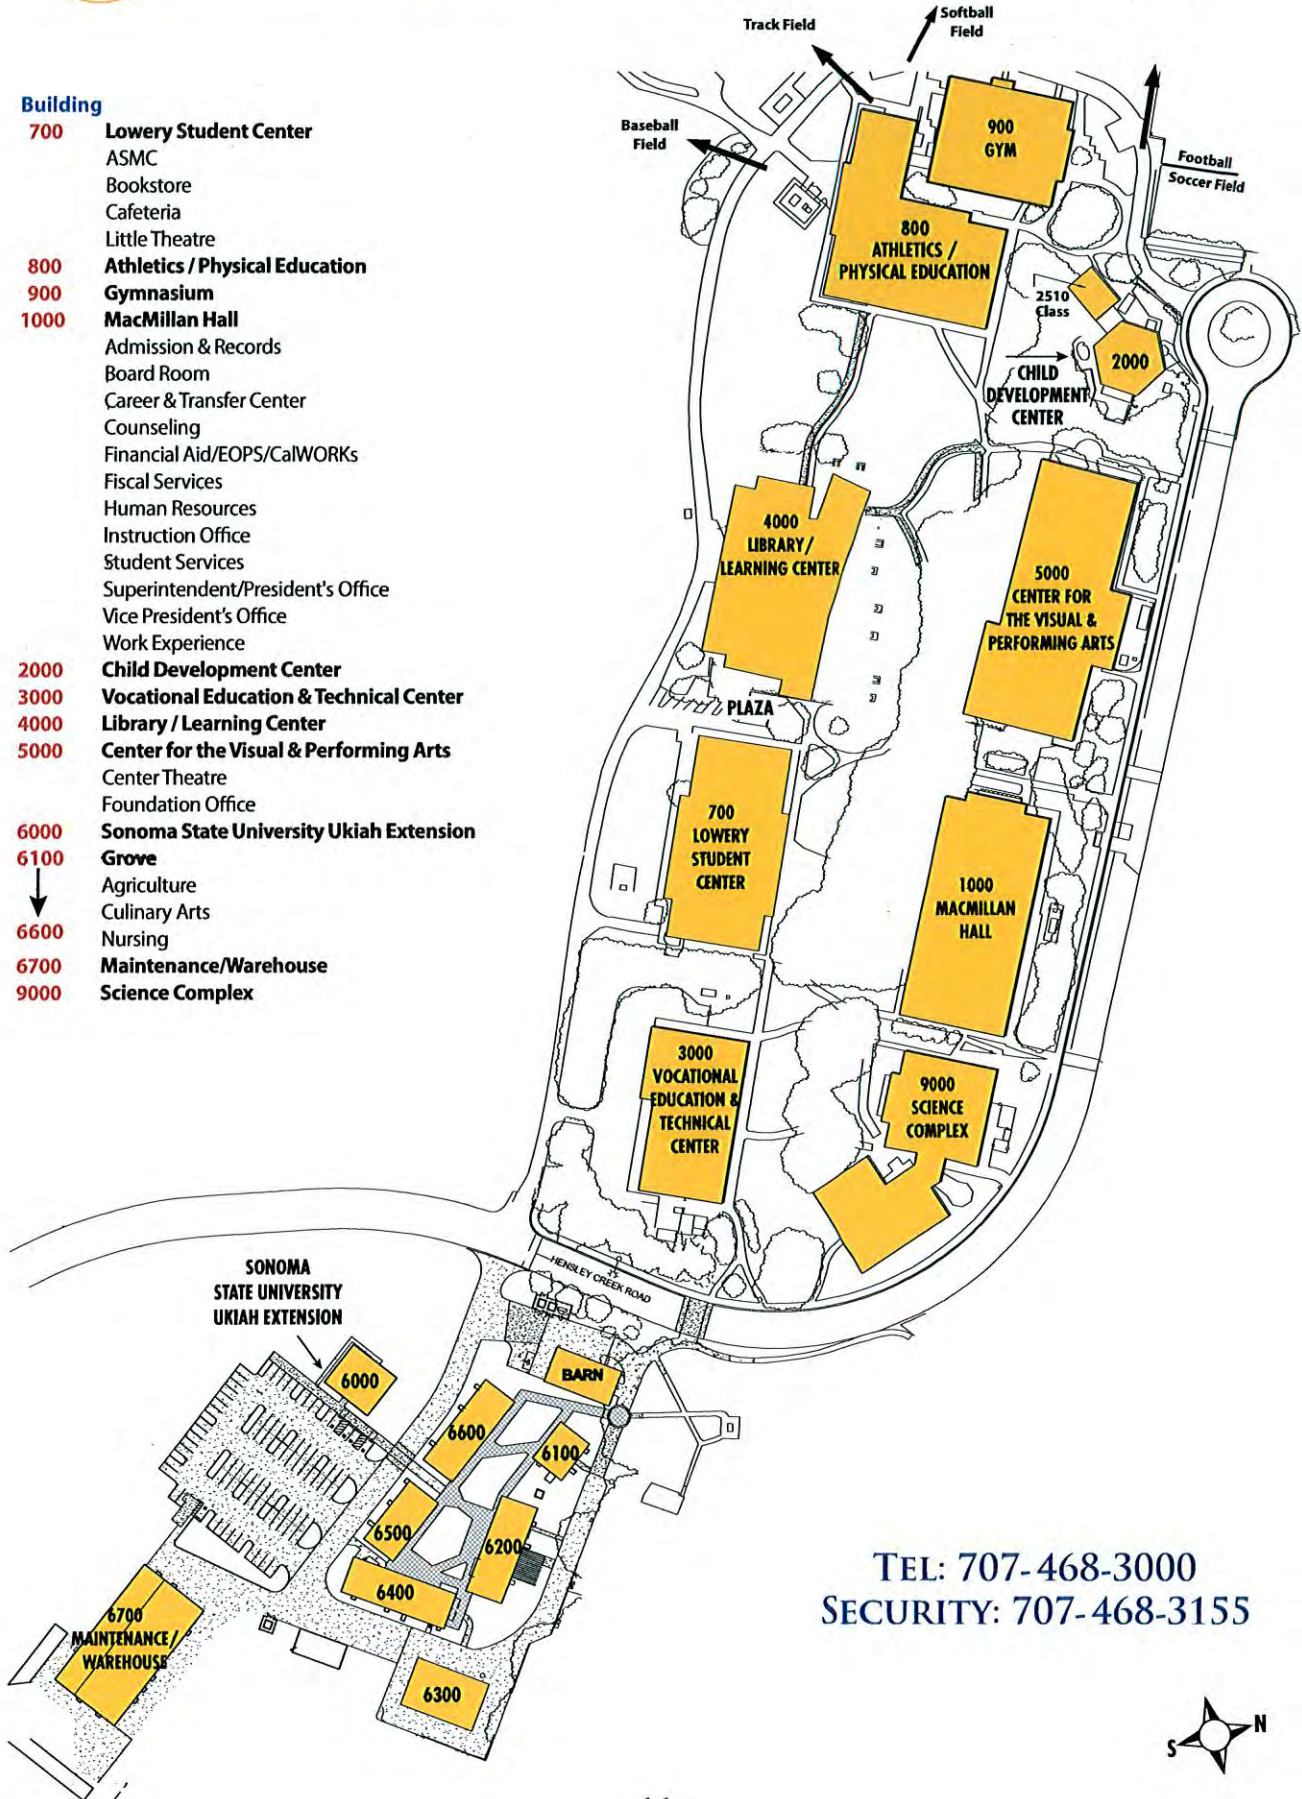 Building
700 Lowery Student Center
ASMC
Bookstore
Cafeteria
Little Theatre
800 Athletics / Physical Education
900 Gymnasium
1000 MacMillan Hall
Admission & Records
Board Room
Career & Transfer Center
Counseling
Financial Aid/EOPS/CalWORKs
Fiscal Services
Human Resources
Instruction Office
Student Services
Superintendent/President's Office
Vice President's Office
Work Experience
2000 Child Development Center
3000 Vocational Education & Technical Center
4000 Library / Learning Center
5000 Center for the Visual & Performing Arts
Center Theatre
Foundation Office
6000 Sonoma State University Ukiah Extension
6100 Grove
Agriculture
Culinary Arts
6600
Nursing
6700 Maintenance/Warehouse
9000 Science Complex
Track Field
Softball
Field
Baseball
Field
Football
Soccer Field
900
GYM
800
ATHLETICS /
PHYSICAL EDUCATION
2510
Class
2000
CHILD
DEVELOPMENT
CENTER
4000
LIBRARY/
LEARNING CENTER
5000
CENTER FOR
THE VISUAL &
PERFORMING ARTS
PLAZA
700
LOWERY
STUDENT
CENTER
1000
MACMILLAN
HALL
3000
VOCATIONAL
EDUCATION &
TECHNICAL
CENTER
9000
SCIENCE
COMPLEX
HENSLEY CREEK ROAD
SONOMA
STATE UNIVERSITY
UKIAH EXTENSION
6000
BARN
6600
6100
6500
6200
6400
6700
MAINTENANCE/
WAREHOUSE
6300
TEL: 707-468-3000
SECURITY: 707-468-3155
N
S